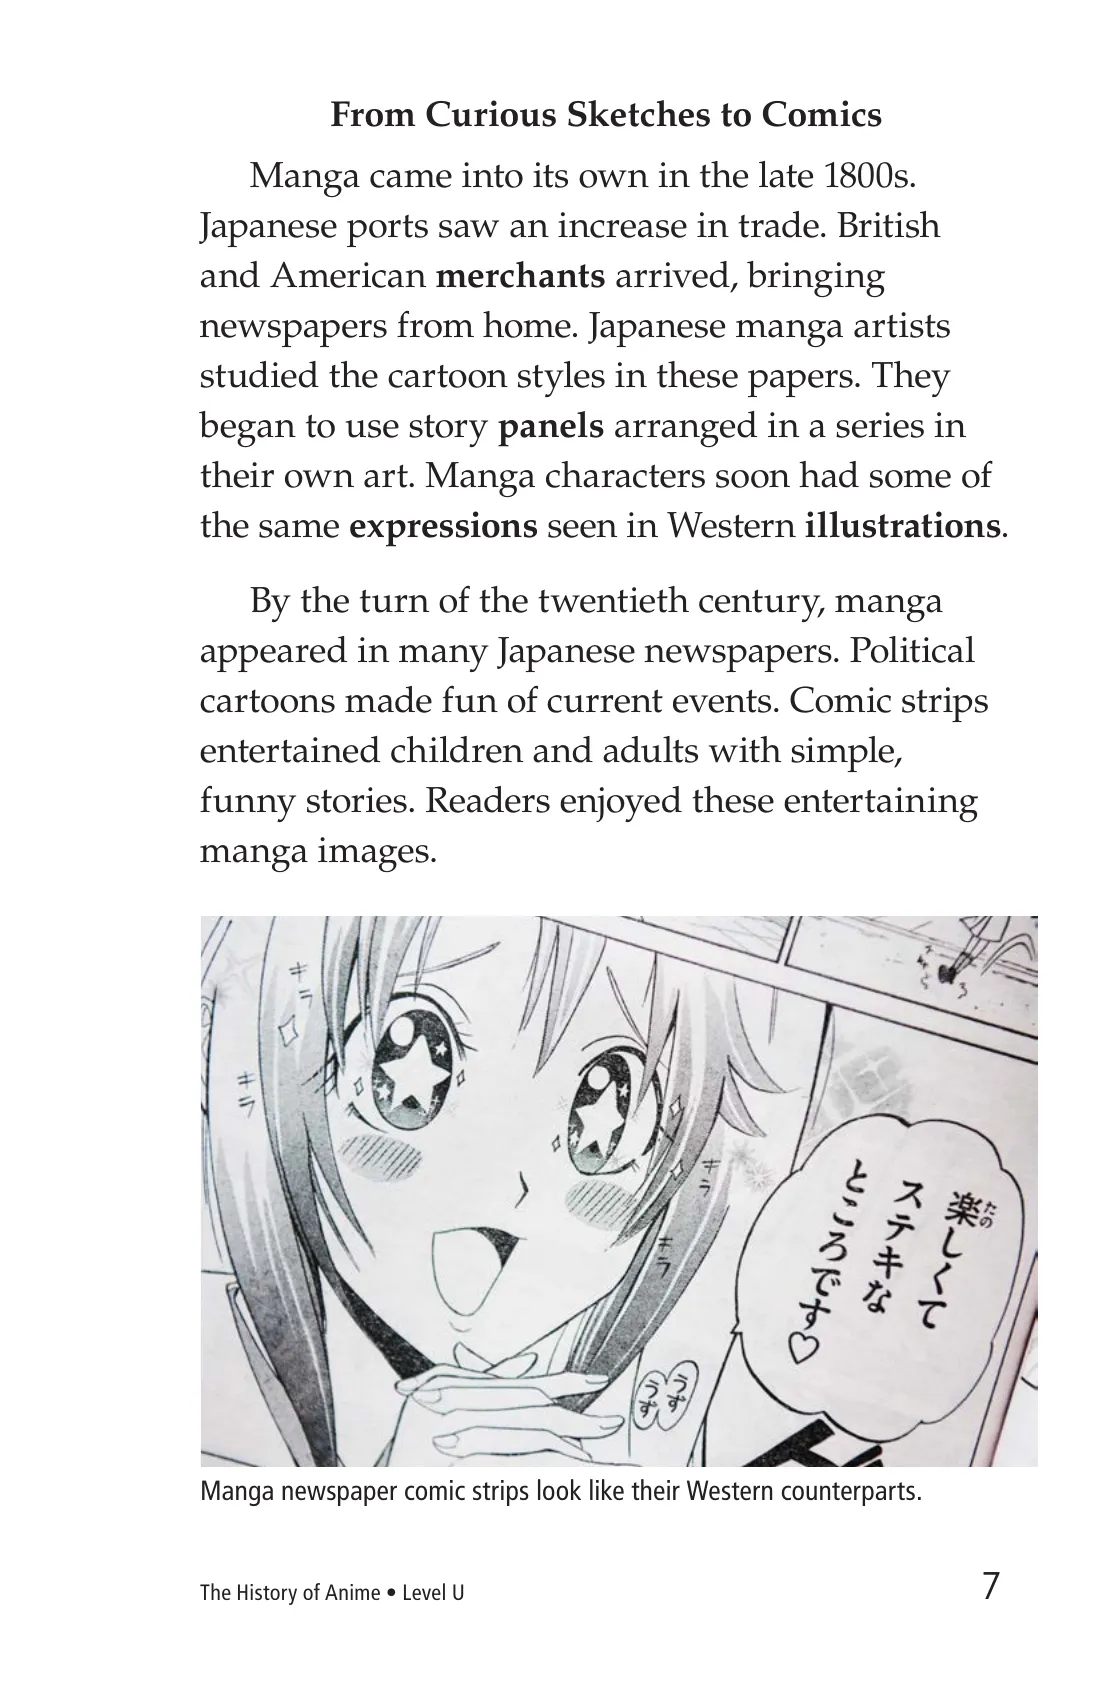 From Curious Sketches to Comics
Manga came into its own in the late 1800s.
Japanese ports saw an increase in trade. British
and American merchants arrived, bringing
newspapers from home. Japanese manga artists
studied the cartoon styles in these papers. They
began to use story panels arranged in a series in
their own art. Manga characters soon had some of
the same expressions seen in Western illustrations.
By the turn of the twentieth century, manga
appeared in many Japanese newspapers. Political
cartoons made fun of current events. Comic strips
entertained children and adults with simple,
funny stories. Readers enjoyed these entertaining
manga images.
キラ
キラ
キラ
キラ
楽しくて
たの
ステキな
ところです♡
うず
うず
Manga newspaper comic strips look like their Western counterparts.
The History of Anime • Level U
7